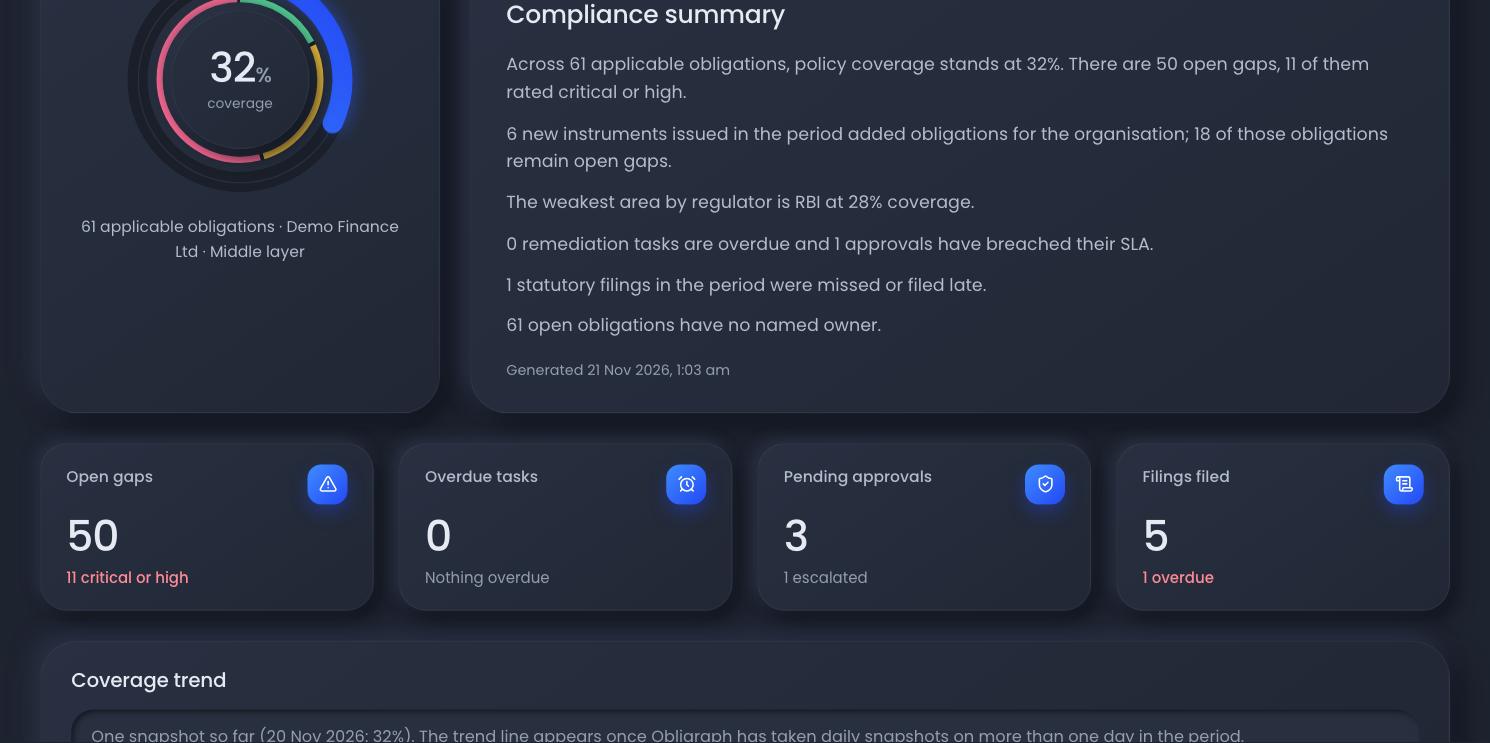 32%
coverage
61 applicable obligations · Demo Finance
Ltd · Middle layer
Compliance summary
Across 61 applicable obligations, policy coverage stands at 32%. There are 50 open gaps, 11 of them
rated critical or high.
6 new instruments issued in the period added obligations for the organisation; 18 of those obligations
remain open gaps.
The weakest area by regulator is RBI at 28% coverage.
0 remediation tasks are overdue and 1 approvals have breached their SLA.
1 statutory filings in the period were missed or filed late.
61 open obligations have no named owner.
Generated 21 Nov 2026, 1:03 am
Open gaps
50
11 critical or high
Overdue tasks
0
Nothing overdue
Pending approvals
3
1 escalated
Filings filed
5
1 overdue
Coverage trend
One snapshot so far (20 Nov 2026: 32%). The trend line appears once Obligraph has taken daily snapshots on more than one day in the period.